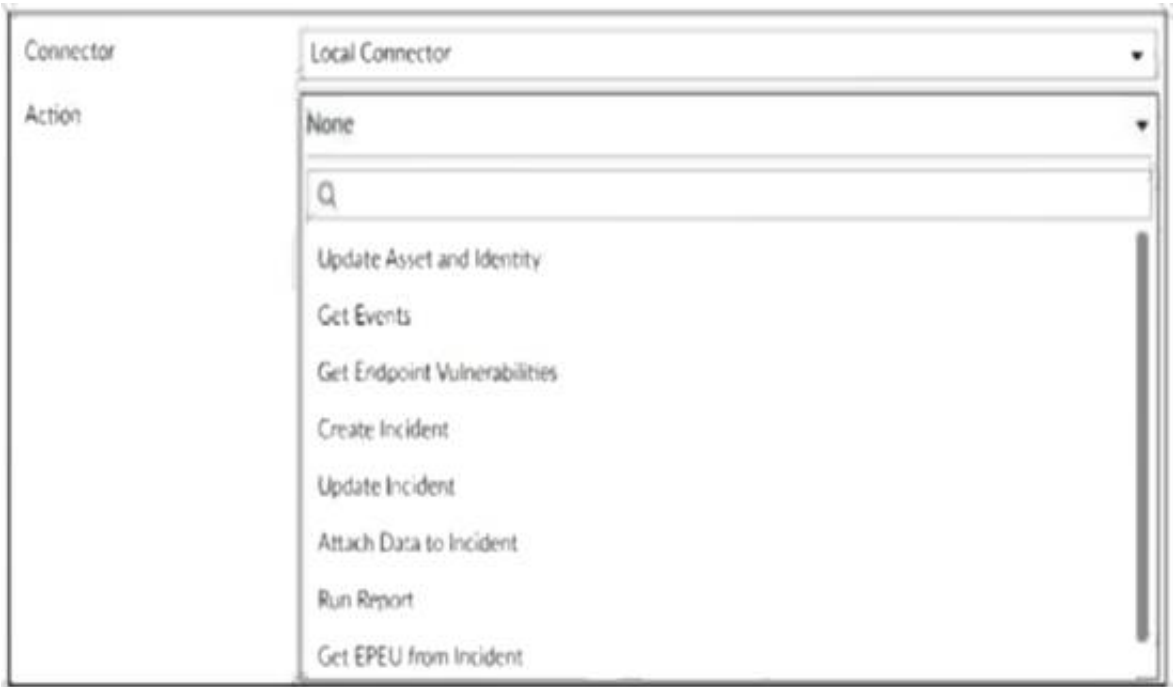 Connector
Local Connector
Action
None
Update Asset and Identity
Get Events
Get Endpoint Vulnerabilities
Create Incident
Update Incident
Attach Data to Incident
Run Report
Get EPEU from Incident